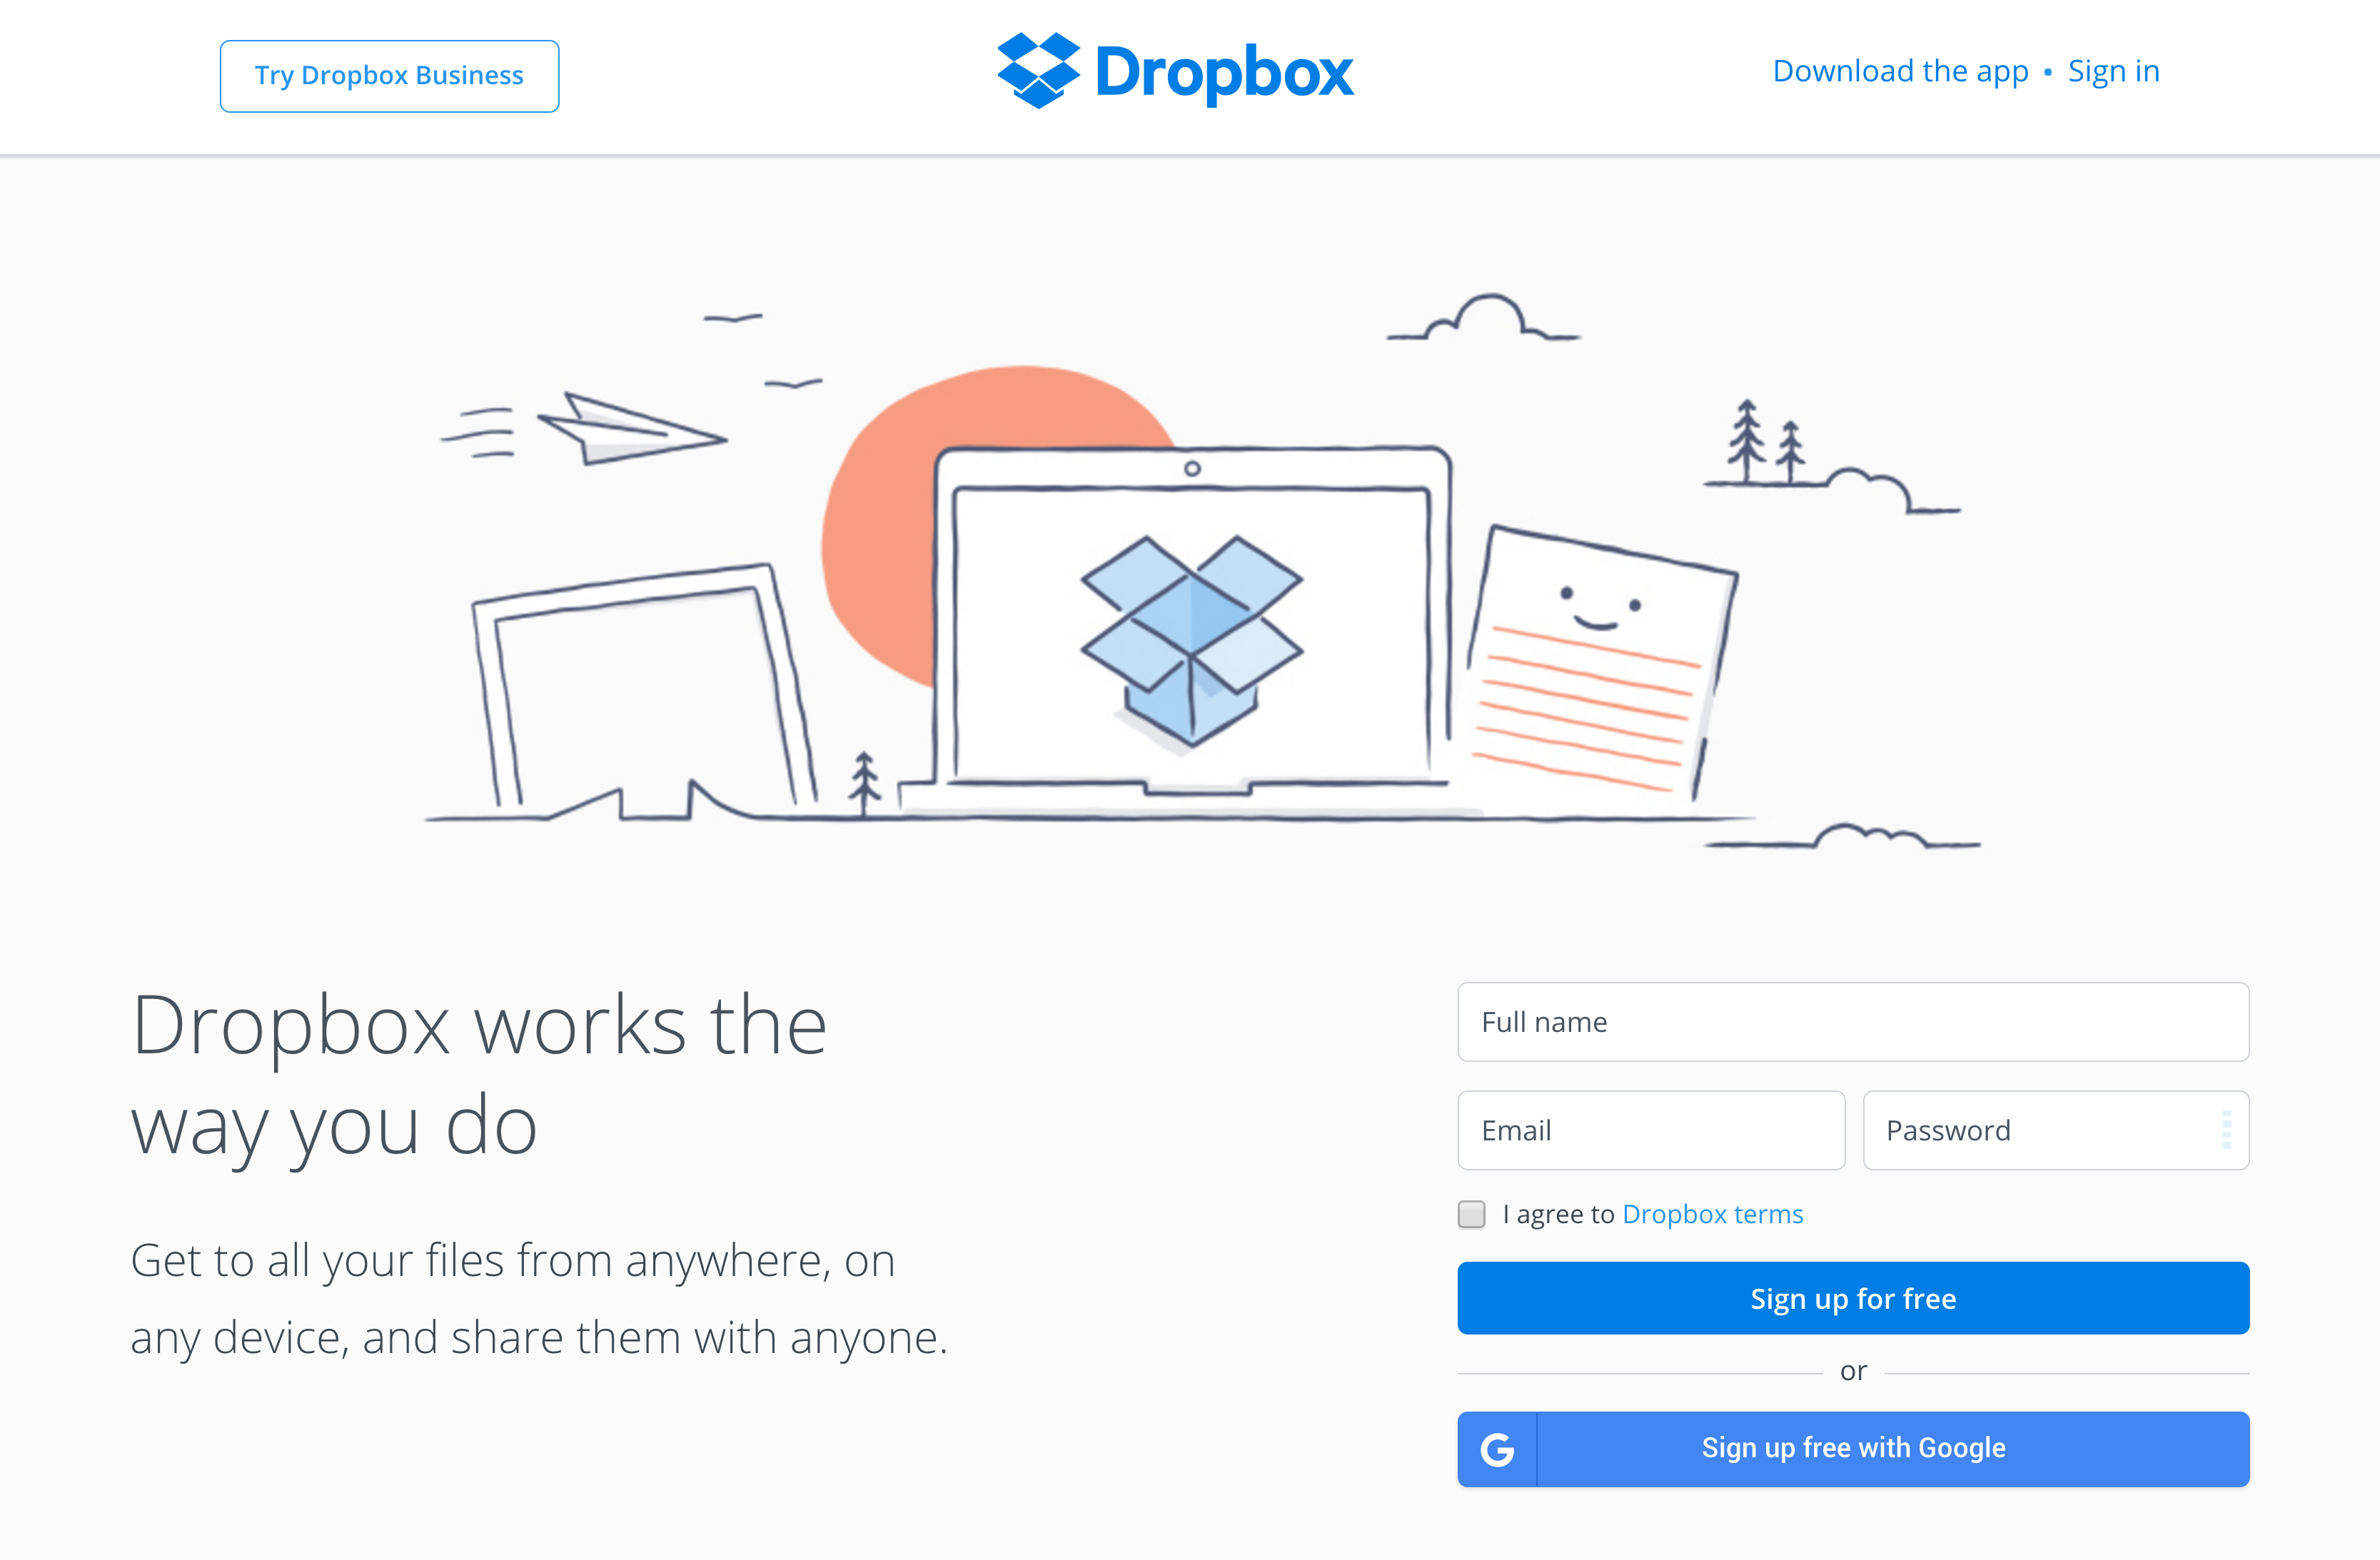 Try Dropbox Business
Dropbox
Download the app • Sign in
Dropbox works the
way you do
Get to all your files from anywhere, on
any device, and share them with anyone.
Full name
Email
Password
I agree to Dropbox terms
Sign up for free
or
G
Sign up free with Google